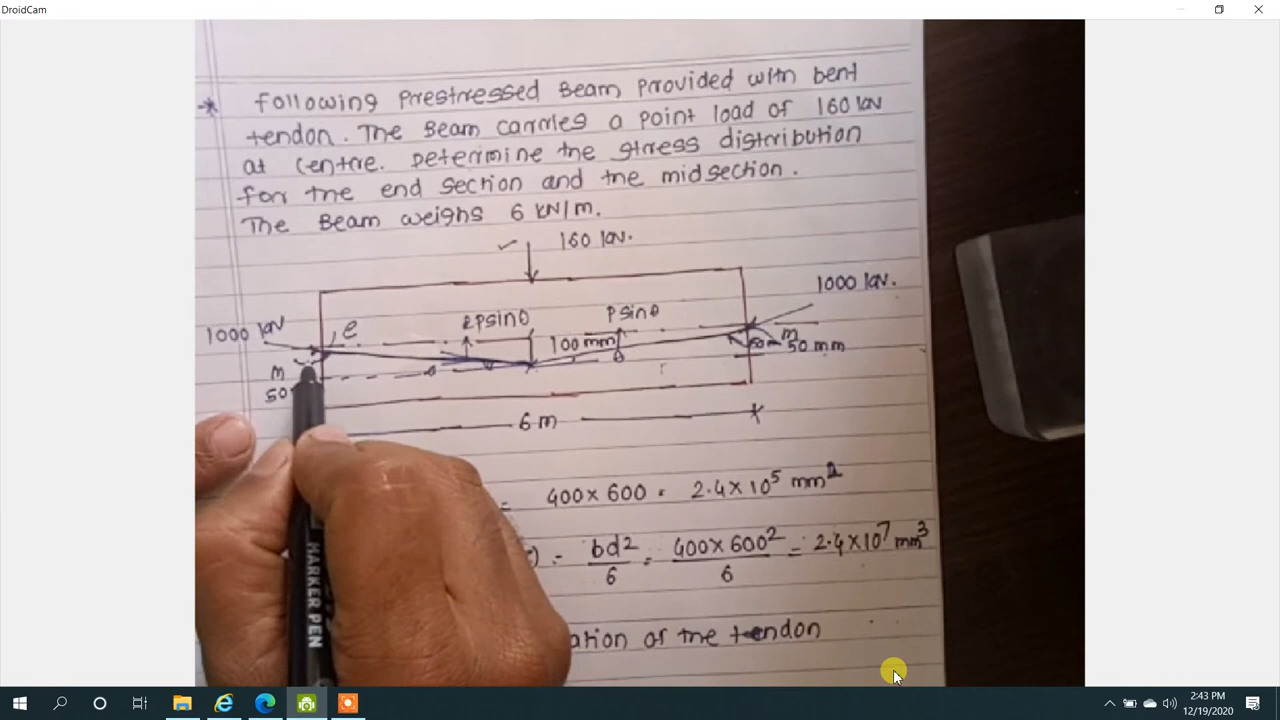 DroidCam
Following Prestressed Beam Provided with bent
tendon. The Beam carries a point load of 160 kN
at Centre. Determine the stress distribution
for the end section and the midsection.
The Beam weighs 6 kN/m.
160 kN.
1000 kN.
1000 kN
e
2Psinθ
Psinθ
100 mm
m
50 mm
m
50
6 m
= 400 × 600 = 2.4 × 10⁵ mm²
) = bd²/6 = 400 × 600²/6 = 2.4 × 10⁷ mm³
ation of the tendon
MARKER PEN
2:43 PM
12/19/2020